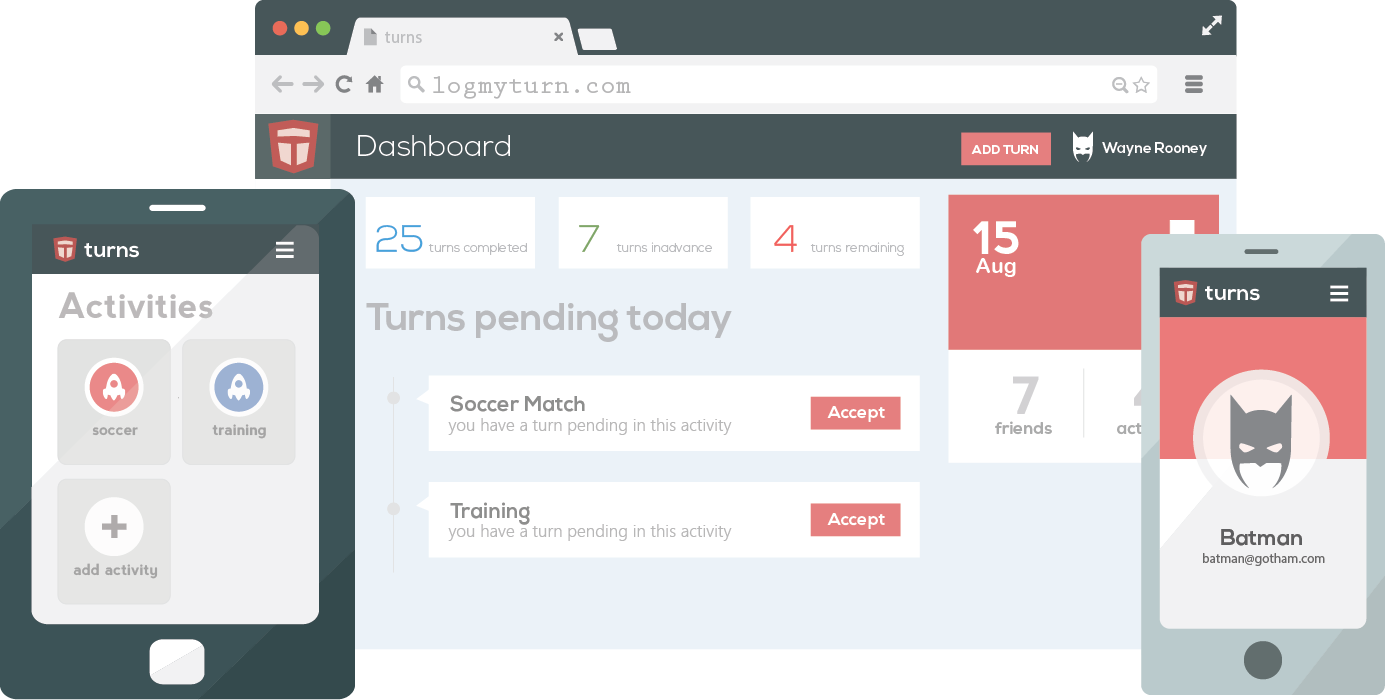 turns
logmyturn.com
Dashboard
ADD TURN
Wayne Rooney
25 turns completed
7 turns inadvance
4 turns remaining
15
Aug
Turns pending today
Soccer Match
you have a turn pending in this activity
Accept
Training
you have a turn pending in this activity
Accept
7
friends
turns
Activities
soccer
training
add activity
turns
Batman
batman@gotham.com